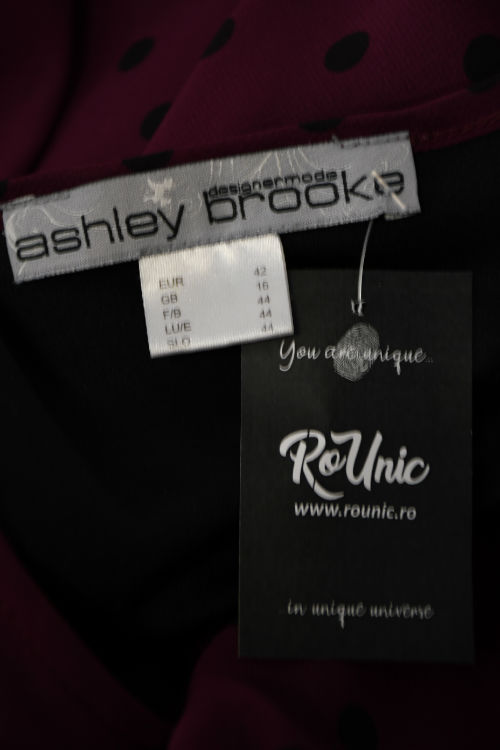 designermode
ashley brooke
EUR 42
GB 16
F/B 44
LU/E 44
SLO 44
You are unique...
RoUnic
www.rounic.ro
...in unique universe